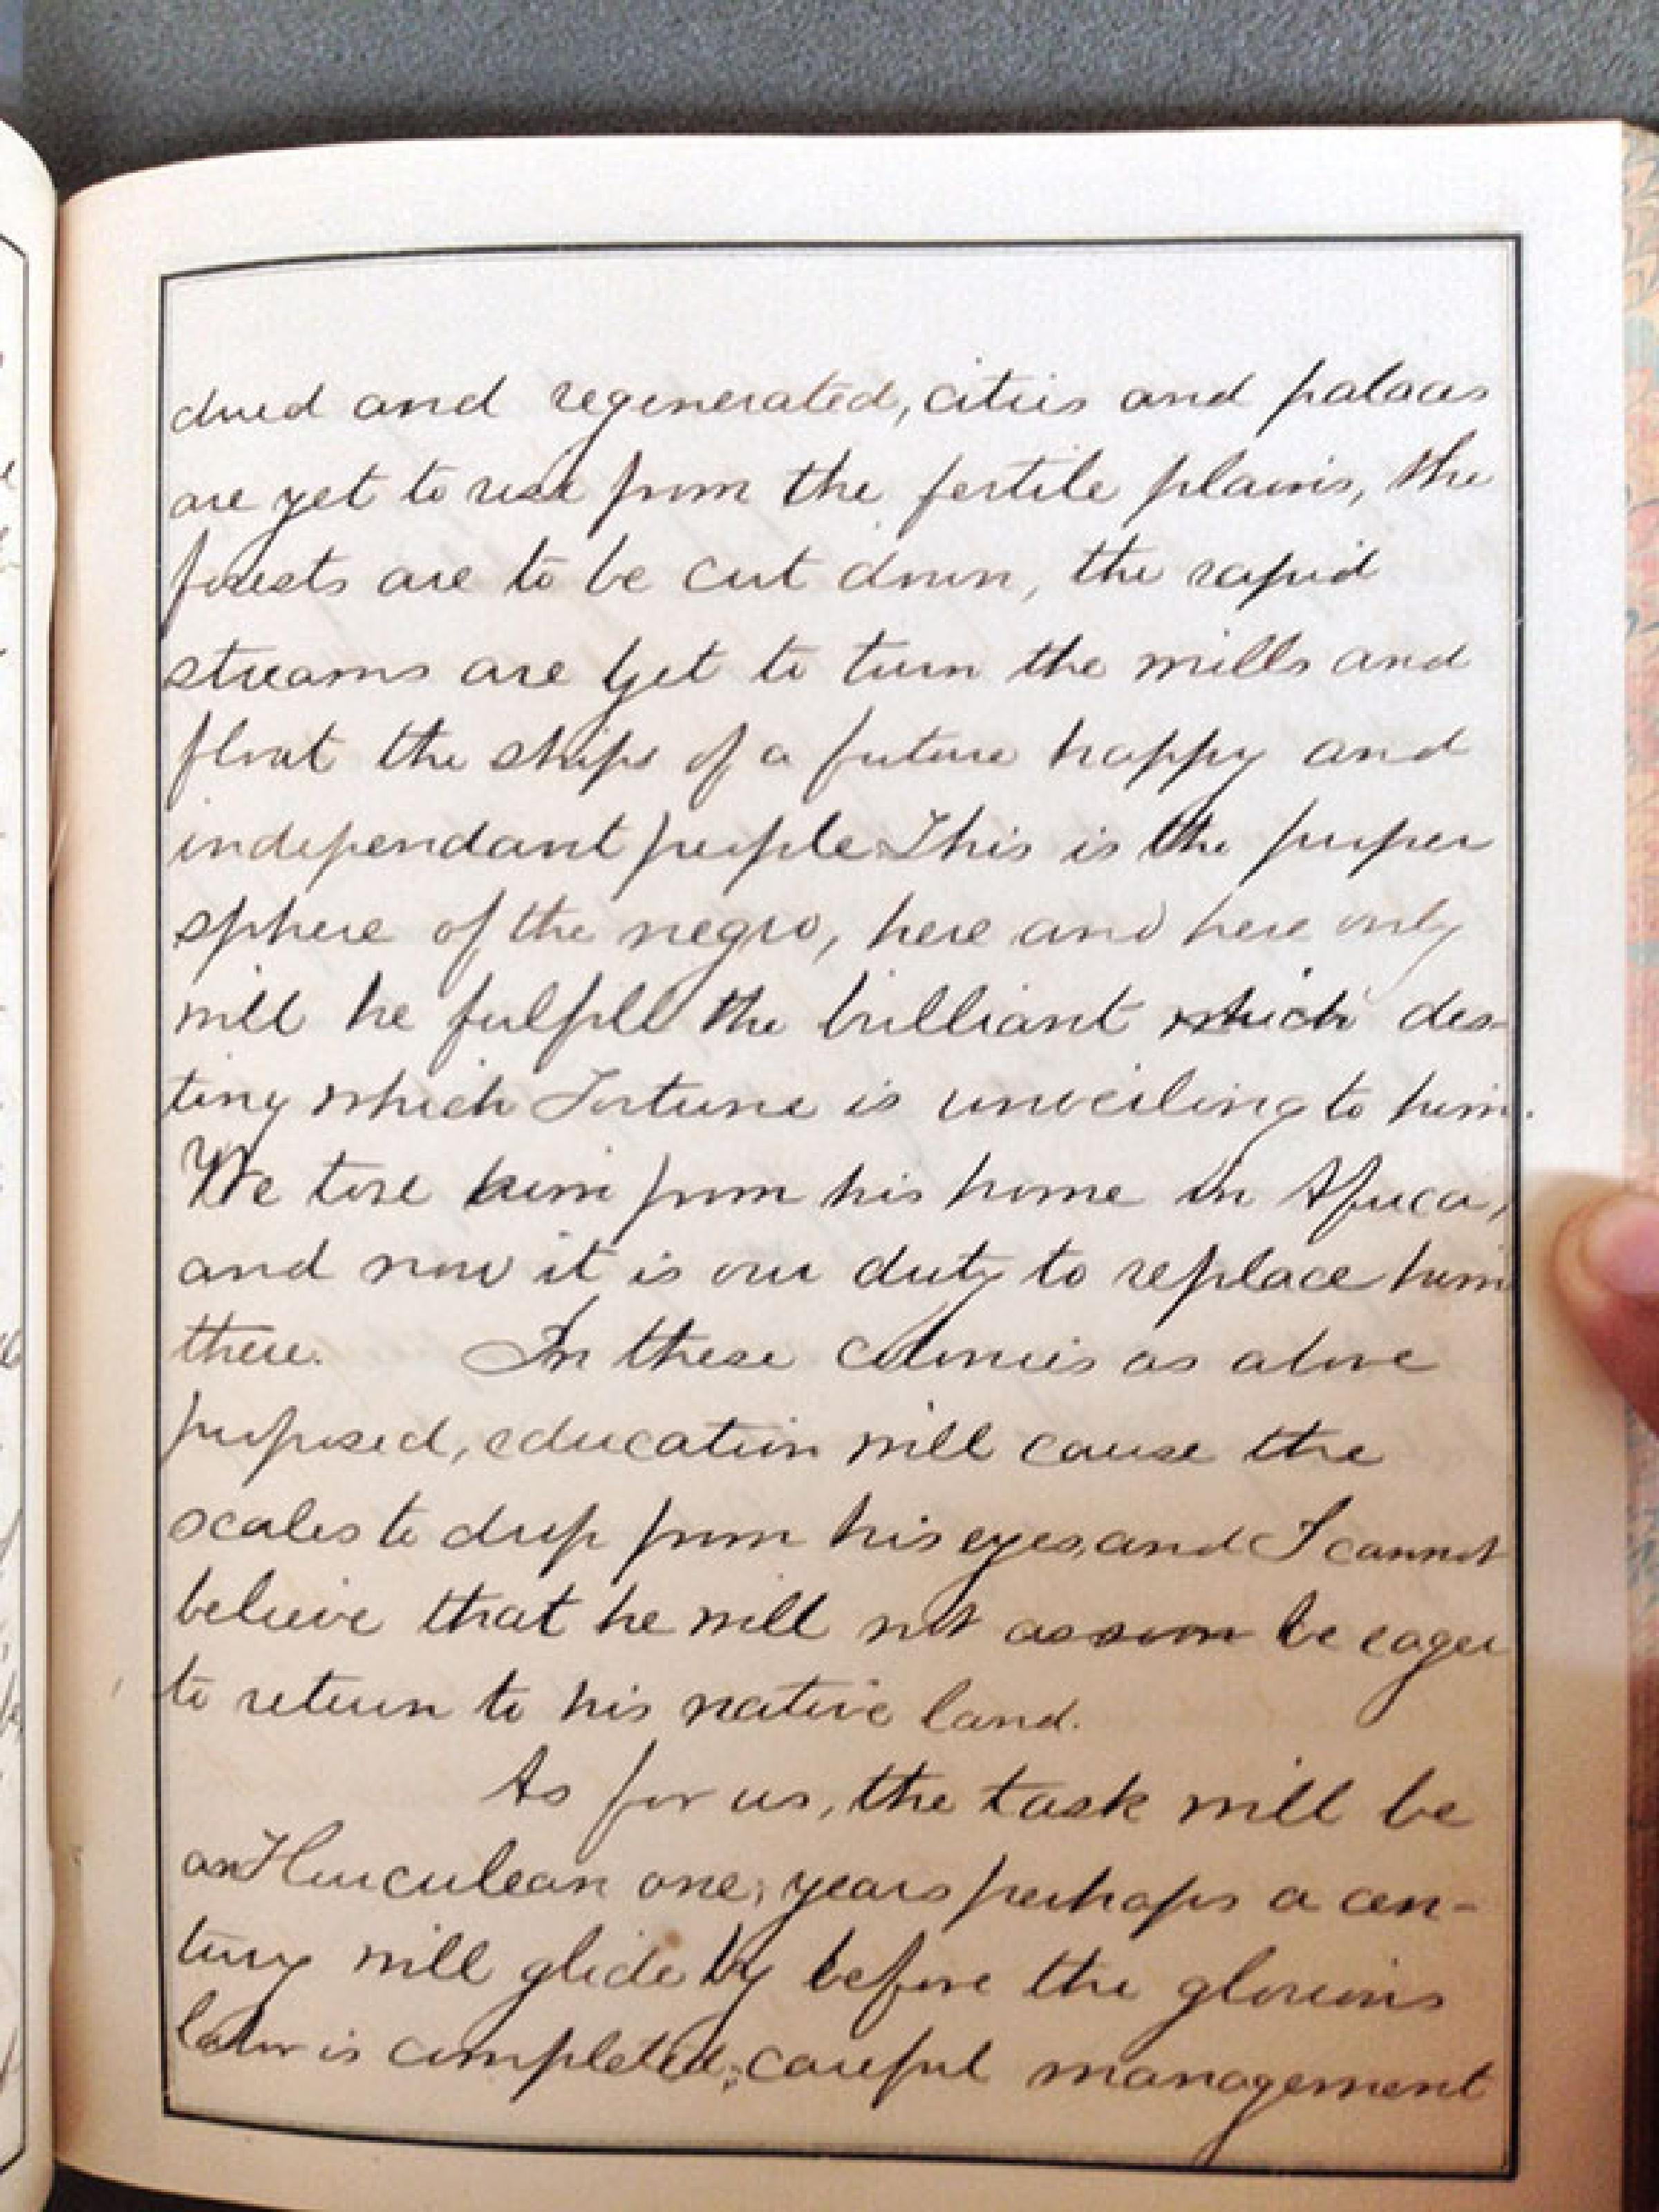 dued and regenerated, cities and palaces
are yet to rise from the fertile plains, the
forests are to be cut down, the rapid
streams are yet to turn the mills and
float the ships of a future happy and
independant people. This is the proper
sphere of the negro, here and here only
will he fulfill the brilliant which des-
tiny which Fortune is unveiling to him.
We tore him from his home in Africa,
and now it is our duty to replace him
there. In these colonies as above
proposed, education will cause the
scales to drop from his eyes, and I cannot
believe that he will not as soon be eager
to return to his native land.
As for us, the task will be
an Hurculean one; years perhaps a cen-
tury will glide by before the glorious
labor is completed; careful management